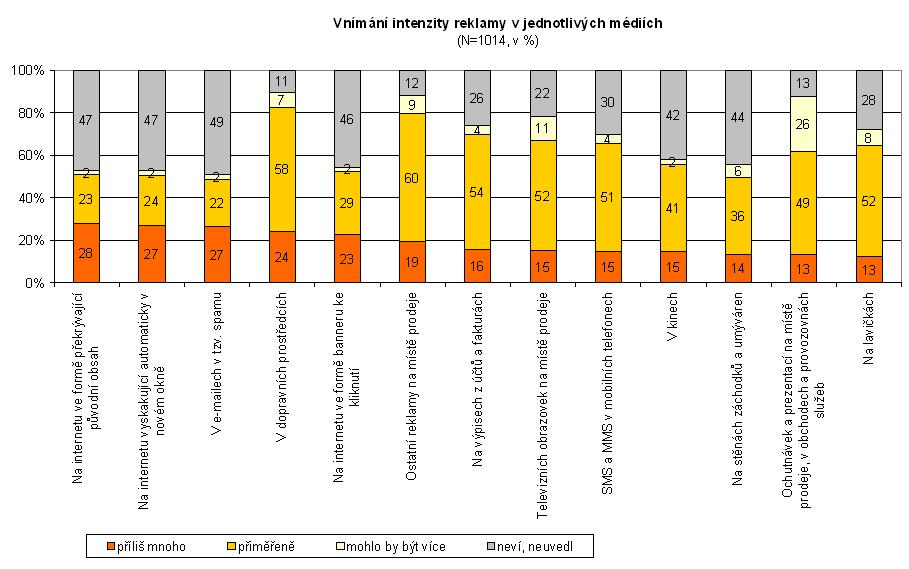 Vnímání intenzity reklamy v jednotlivých médiích
(N=1014, v %)
100%
80%
60%
40%
20%
0%
47
2
23
28
47
2
24
27
49
2
22
27
11
7
58
24
46
2
29
23
12
9
60
19
26
4
54
16
22
11
52
15
30
4
51
15
42
2
41
15
44
6
36
14
13
26
49
13
28
8
52
13
Na internetu ve formě překrývající
původní obsah
Na internetu vyskakující automaticky v
novém okně
V e-mailech v tzv. spamu
V dopravních prostředcích
Na internetu ve formě banneru ke
kliknutí
Ostatní reklamy na místě prodeje
Na výpisech z účtů a fakturách
Televizních obrazovek na místě prodeje
SMS a MMS v mobilních telefonech
V kinech
Na stěnách záchodků a umýváren
Ochutnávek a prezentací na místě
prodeje, v obchodech a provozovnách
služeb
Na lavičkách
příliš mnoho
přiměřeně
mohlo by být více
neví, neuvedl